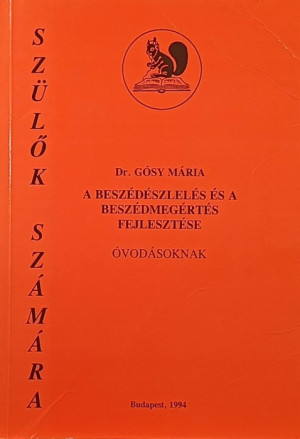 SZÜLŐK SZÁMÁRA
Dr. GÓSY MÁRIA
A BESZÉDÉSZLELÉS ÉS A
BESZÉDMEGÉRTÉS
FEJLESZTÉSE
ÓVODÁSOKNAK
Budapest, 1994